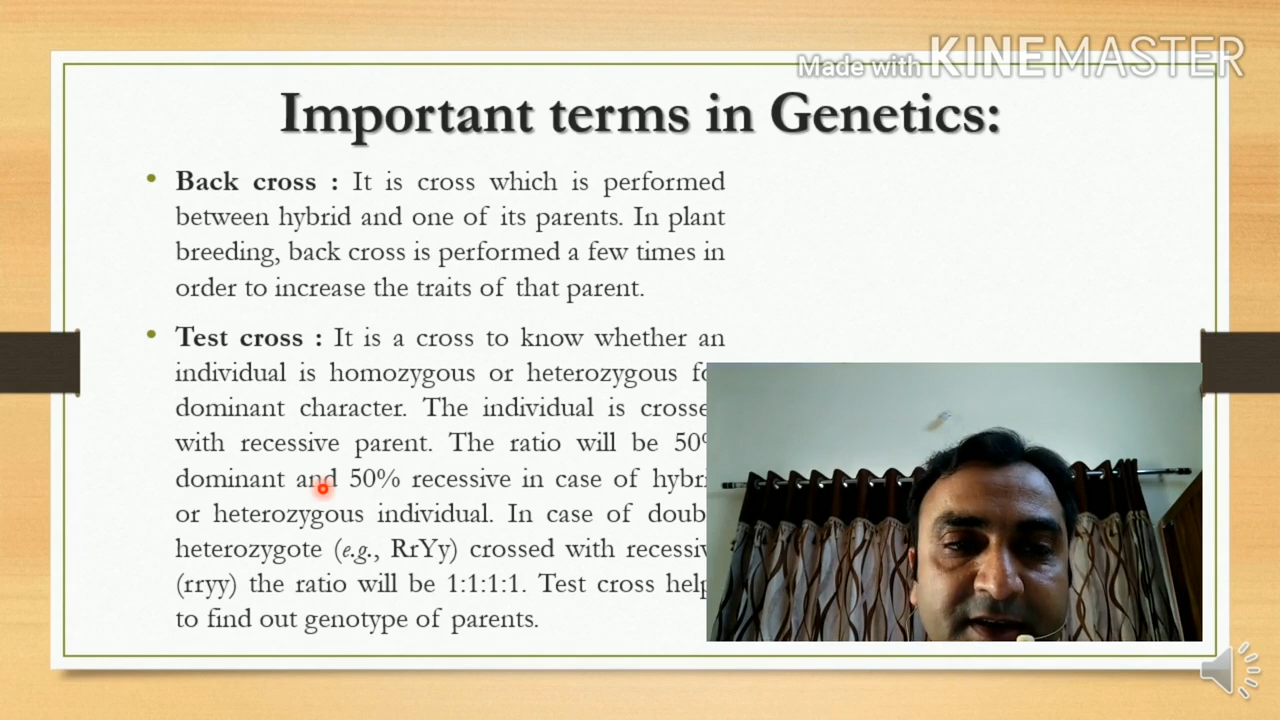 Made with KINEMASTER
Important terms in Genetics:
• Back cross : It is cross which is performed
between hybrid and one of its parents. In plant
breeding, back cross is performed a few times in
order to increase the traits of that parent.
• Test cross : It is a cross to know whether an
individual is homozygous or heterozygous
dominant character. The individual is
with recessive parent. The ratio will be
dominant and 50% recessive in case of
or heterozygous individual. In case of
heterozygote (e.g., RrYy) crossed with
(rryy) the ratio will be 1:1:1:1. Test cross
to find out genotype of parents.